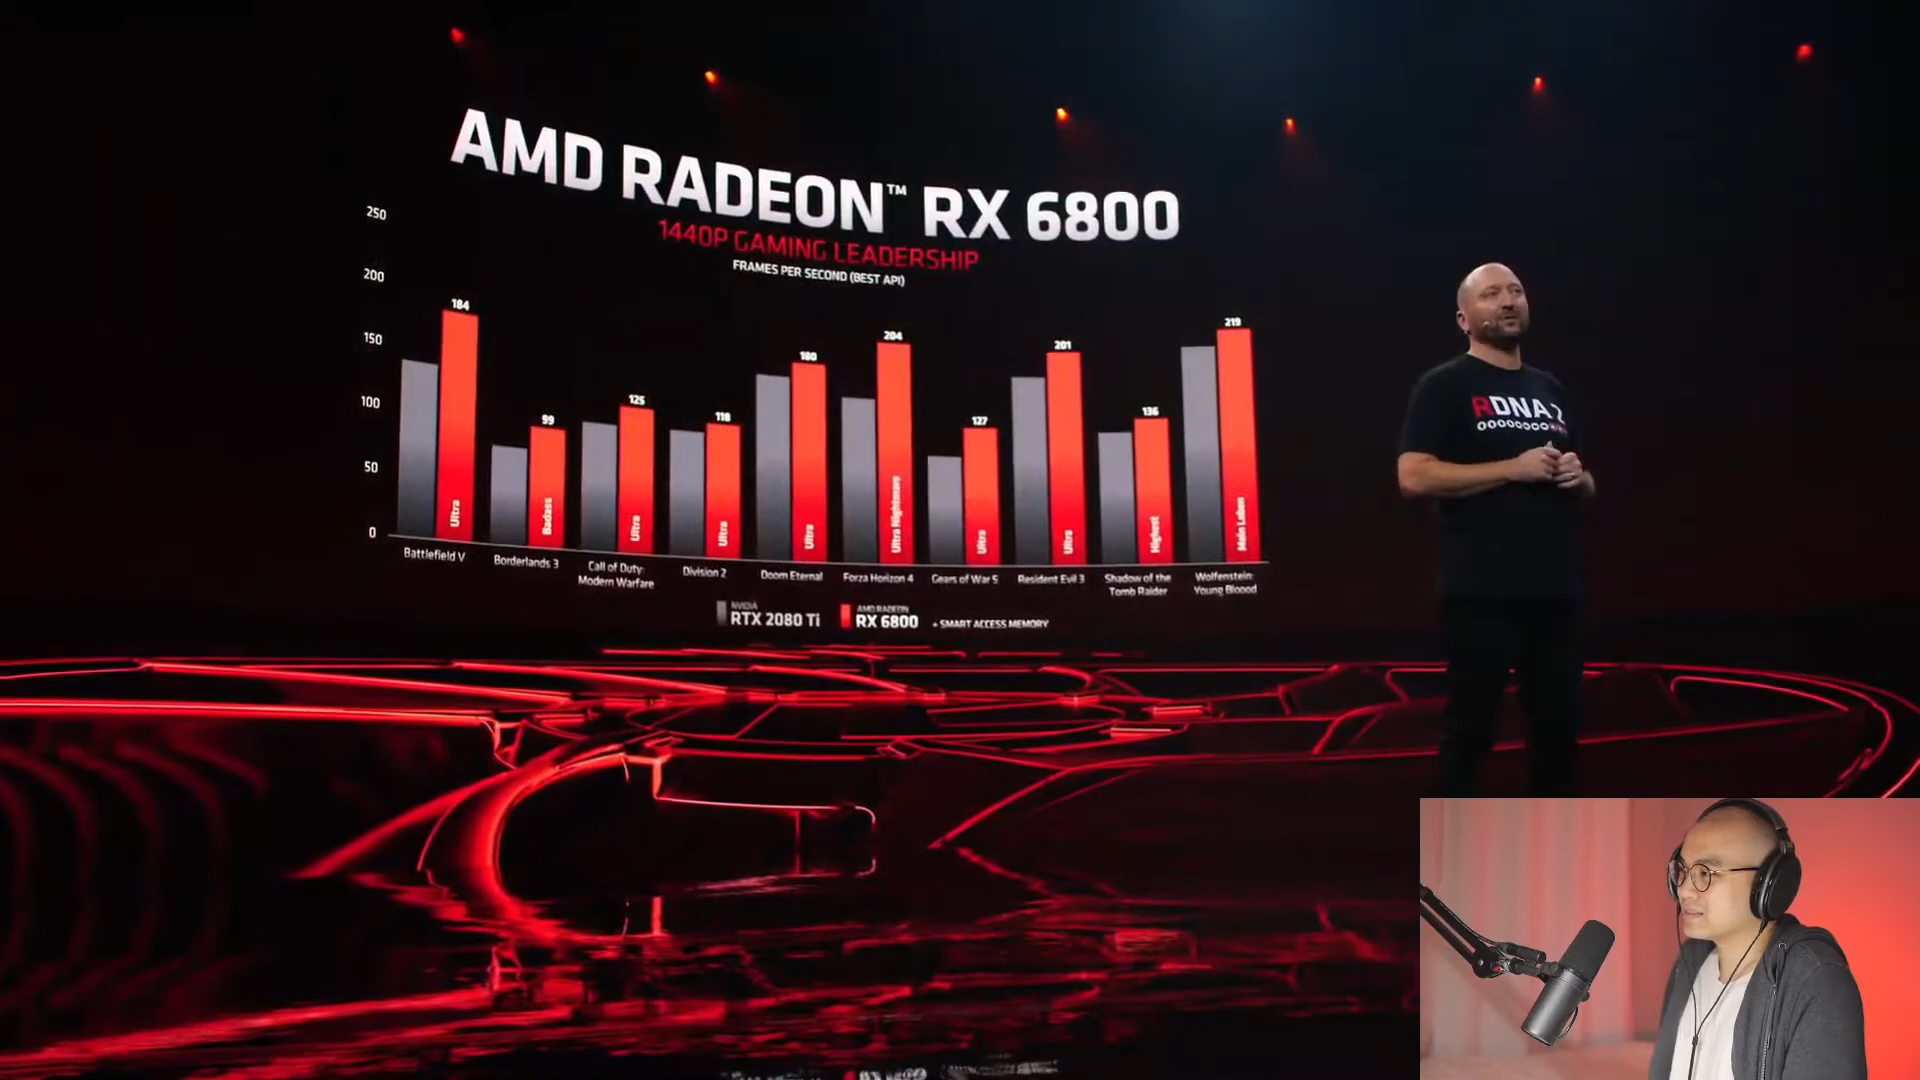 AMD RADEON™ RX 6800
1440P GAMING LEADERSHIP
FRAMES PER SECOND (BEST API)
250
200
150
100
50
0
184
99
125
118
180
204
127
201
136
219
Ultra
Badass
Ultra
Ultra
Ultra
Ultra Nightmare
Ultra
Ultra
Highest
Mein Leben
Battlefield V
Borderlands 3
Call of Duty:
Modern Warfare
Division 2
Doom Eternal
Forza Horizon 4
Gears of War 5
Resident Evil 3
Shadow of the
Tomb Raider
Wolfenstein:
Young Bloood
NVIDIA
RTX 2080 Ti
AMD RADEON
RX 6800
+ SMART ACCESS MEMORY
RDNA 2